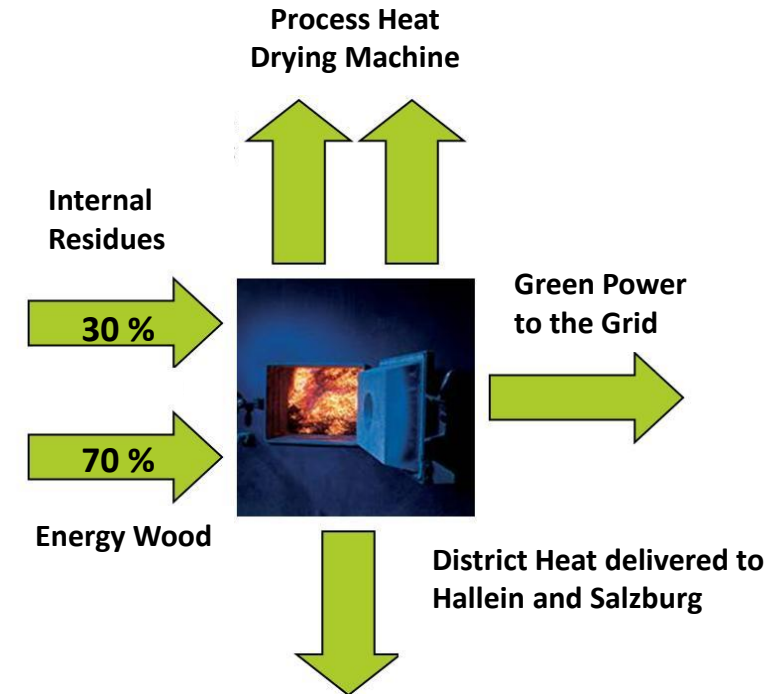 Process Heat
Drying Machine
Internal
Residues
30 %
Green Power
to the Grid
70 %
Energy Wood
District Heat delivered to
Hallein and Salzburg